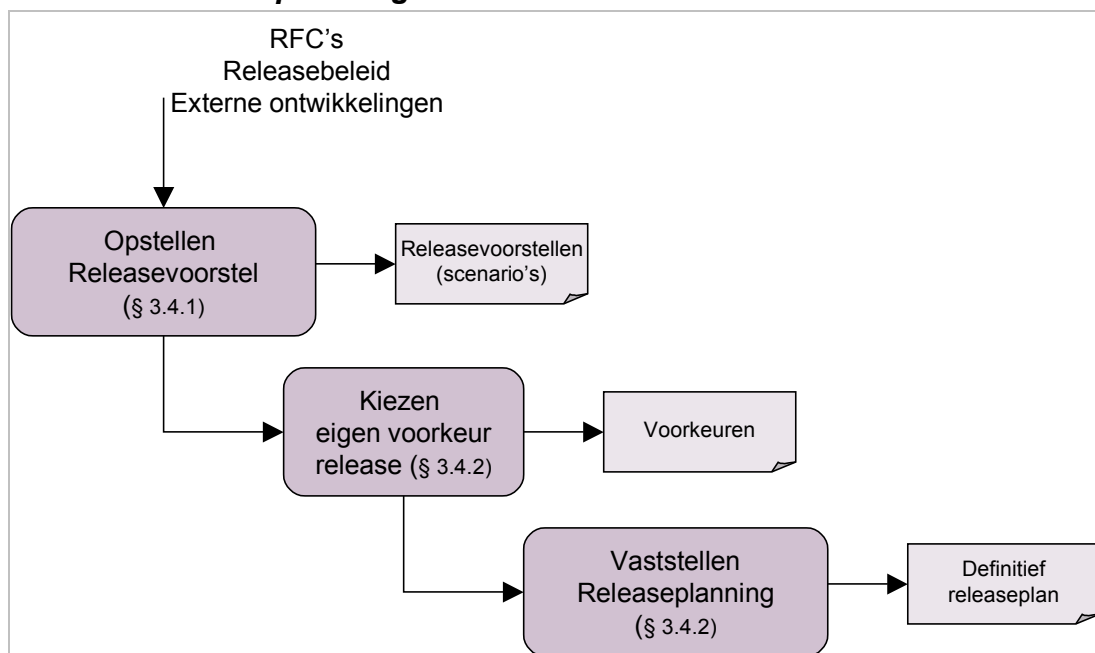 RFC's
Releasebeleid
Externe ontwikkelingen
Opstellen
Releasevoorstel
(§ 3.4.1)
Releasevoorstellen
(scenario's)
Kiezen
eigen voorkeur
release (§ 3.4.2)
Voorkeuren
Vaststellen
Releaseplanning
(§ 3.4.2)
Definitief
releaseplan